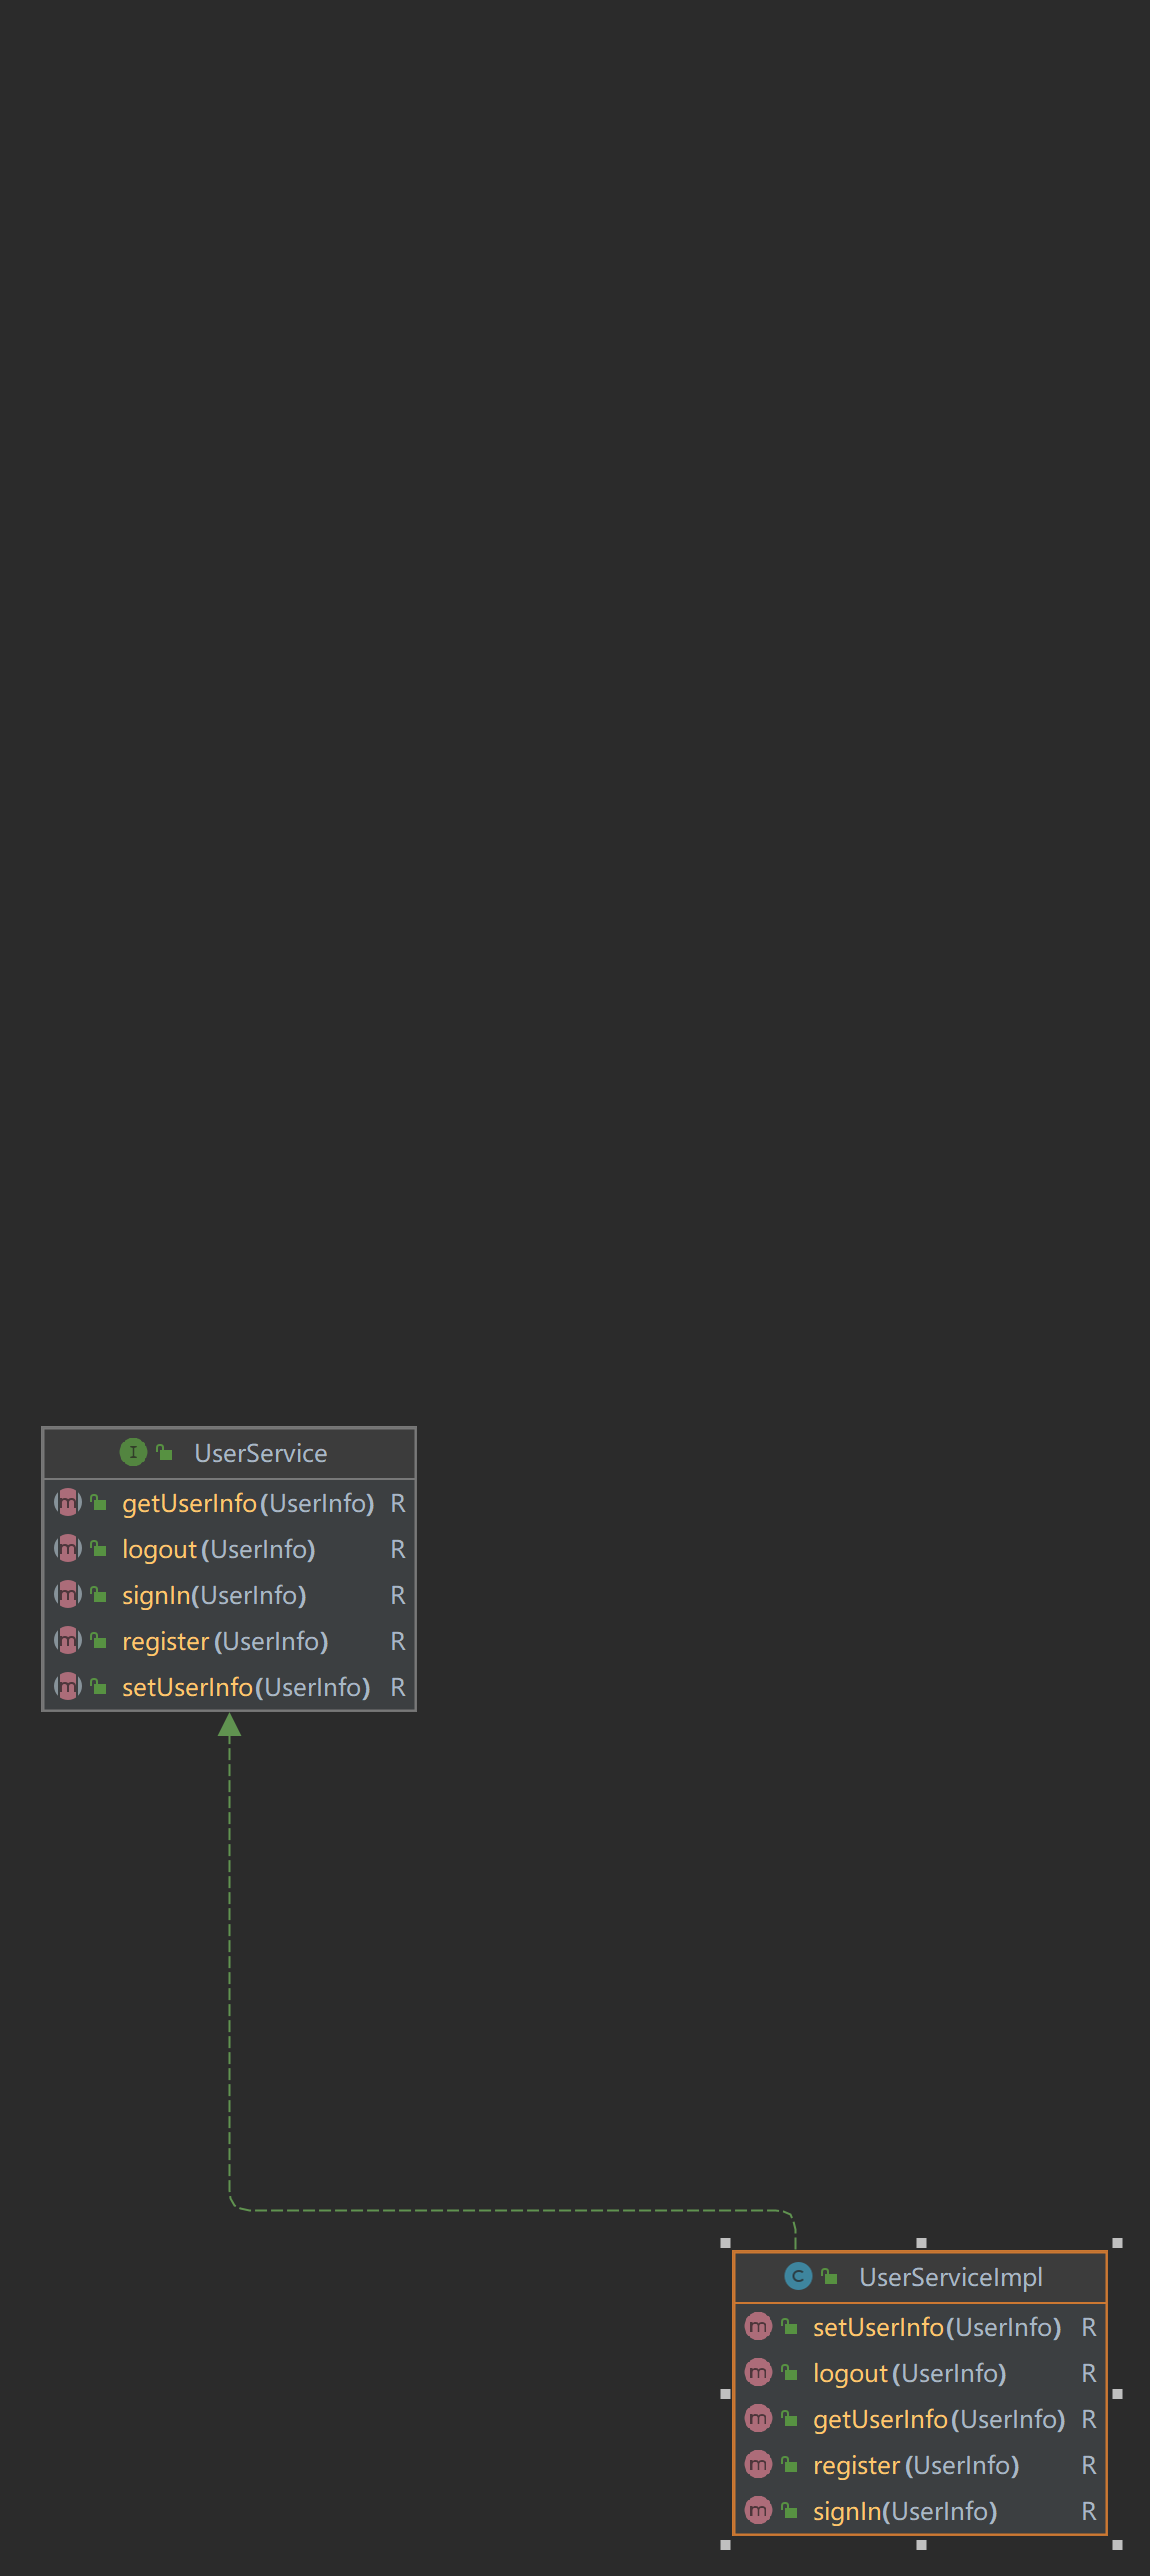 I UserService
m getUserInfo(UserInfo) R
m logout(UserInfo) R
m signIn(UserInfo) R
m register(UserInfo) R
m setUserInfo(UserInfo) R
C UserServiceImpl
m setUserInfo(UserInfo) R
m logout(UserInfo) R
m getUserInfo(UserInfo) R
m register(UserInfo) R
m signIn(UserInfo) R